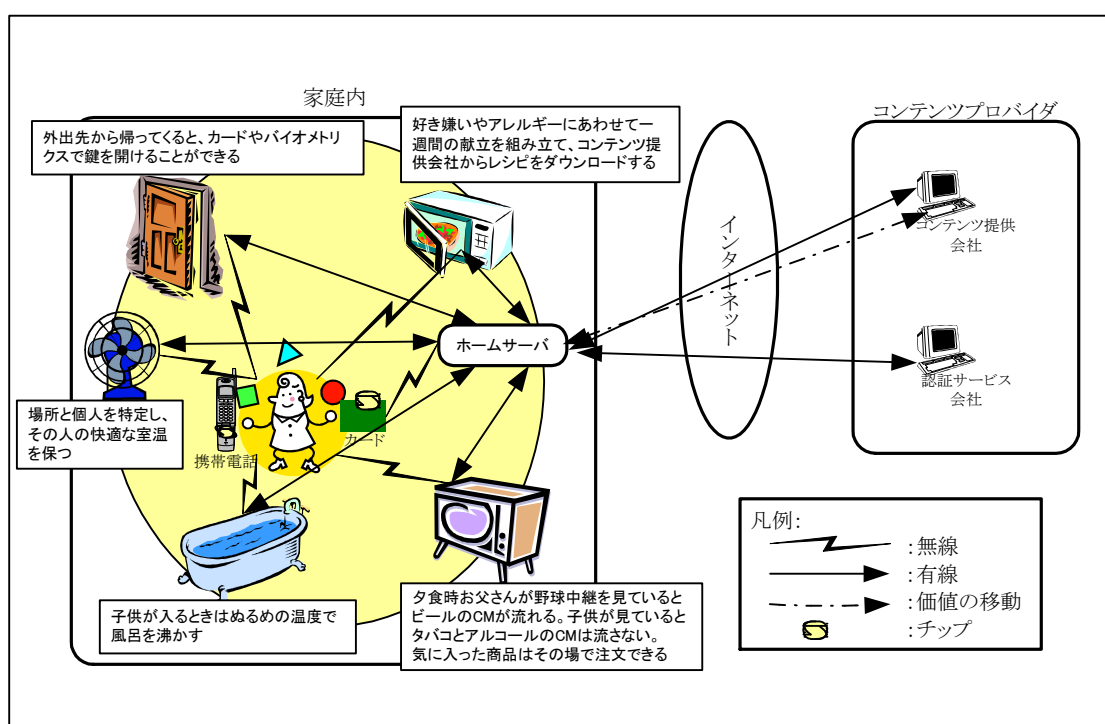 家庭内
外出先から帰ってくると、カードやバイオメトリ
クスで鍵を開けることができる
好き嫌いやアレルギーにあわせて一
週間の献立を組み立て、コンテンツ提
供会社からレシピをダウンロードする
コンテンツプロバイダ
コンテンツ提供
会社
インターネット
ホームサーバ
認証サービス
会社
場所と個人を特定し、
その人の快適な室温
を保つ
携帯電話
カード
子供が入るときはぬるめの温度で
風呂を沸かす
夕食時お父さんが野球中継を見ていると
ビールのCMが流れる。子供が見ていると
タバコとアルコールのCMは流さない。
気に入った商品はその場で注文できる
凡例：
：無線
：有線
：価値の移動
：チップ